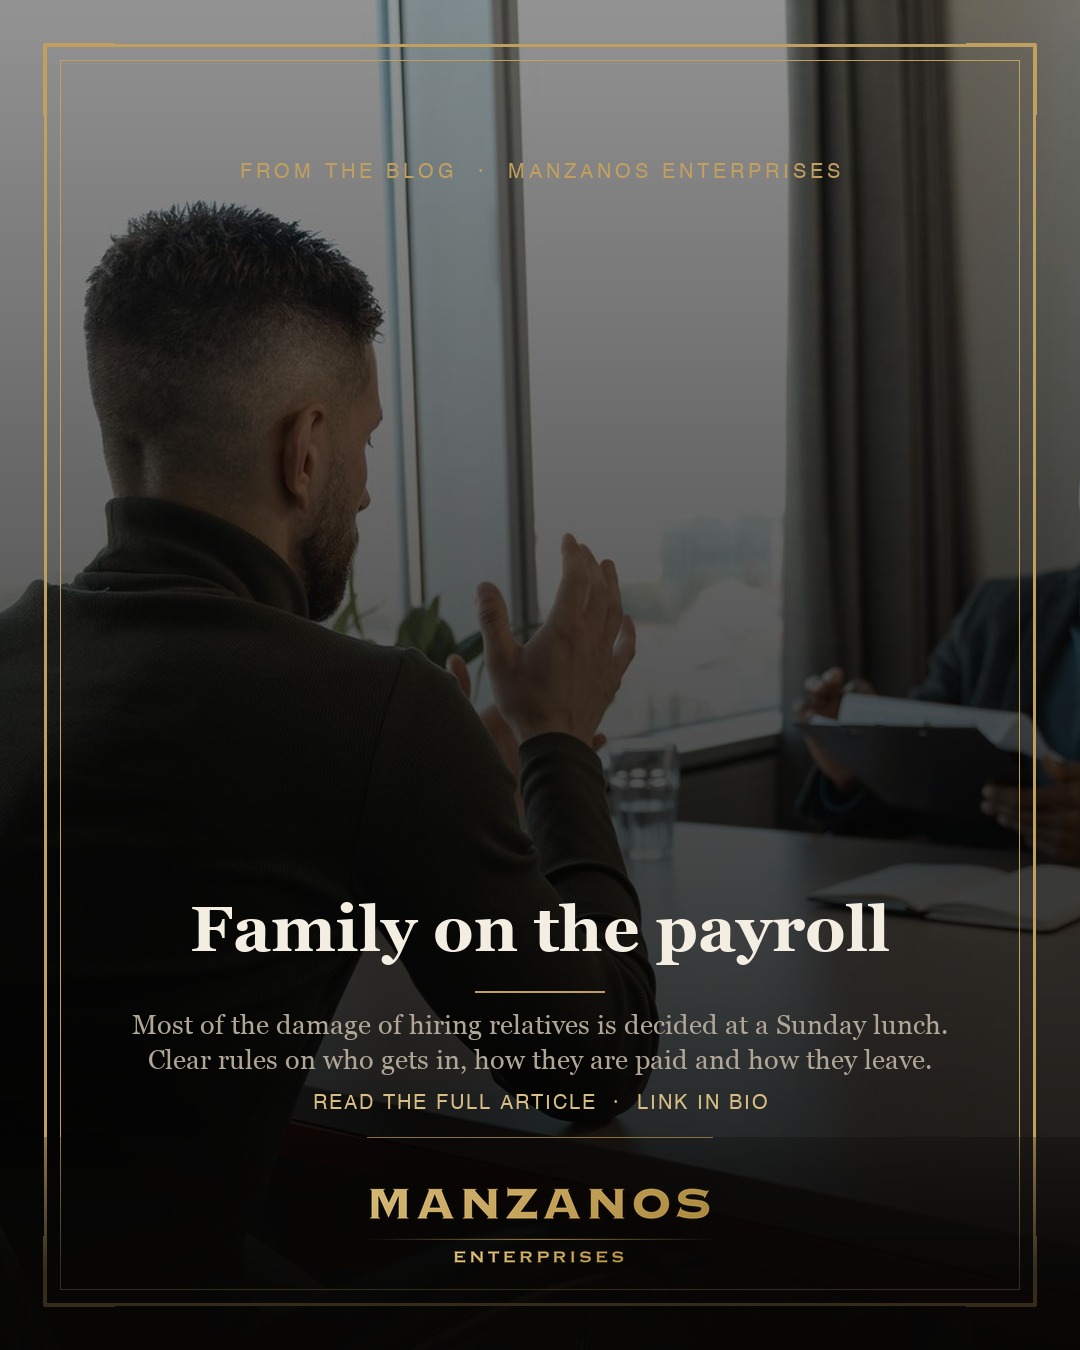 FROM THE BLOG · MANZANOS ENTERPRISES
Family on the payroll
Most of the damage of hiring relatives is decided at a Sunday lunch.
Clear rules on who gets in, how they are paid and how they leave.
READ THE FULL ARTICLE · LINK IN BIO
MANZANOS
ENTERPRISES